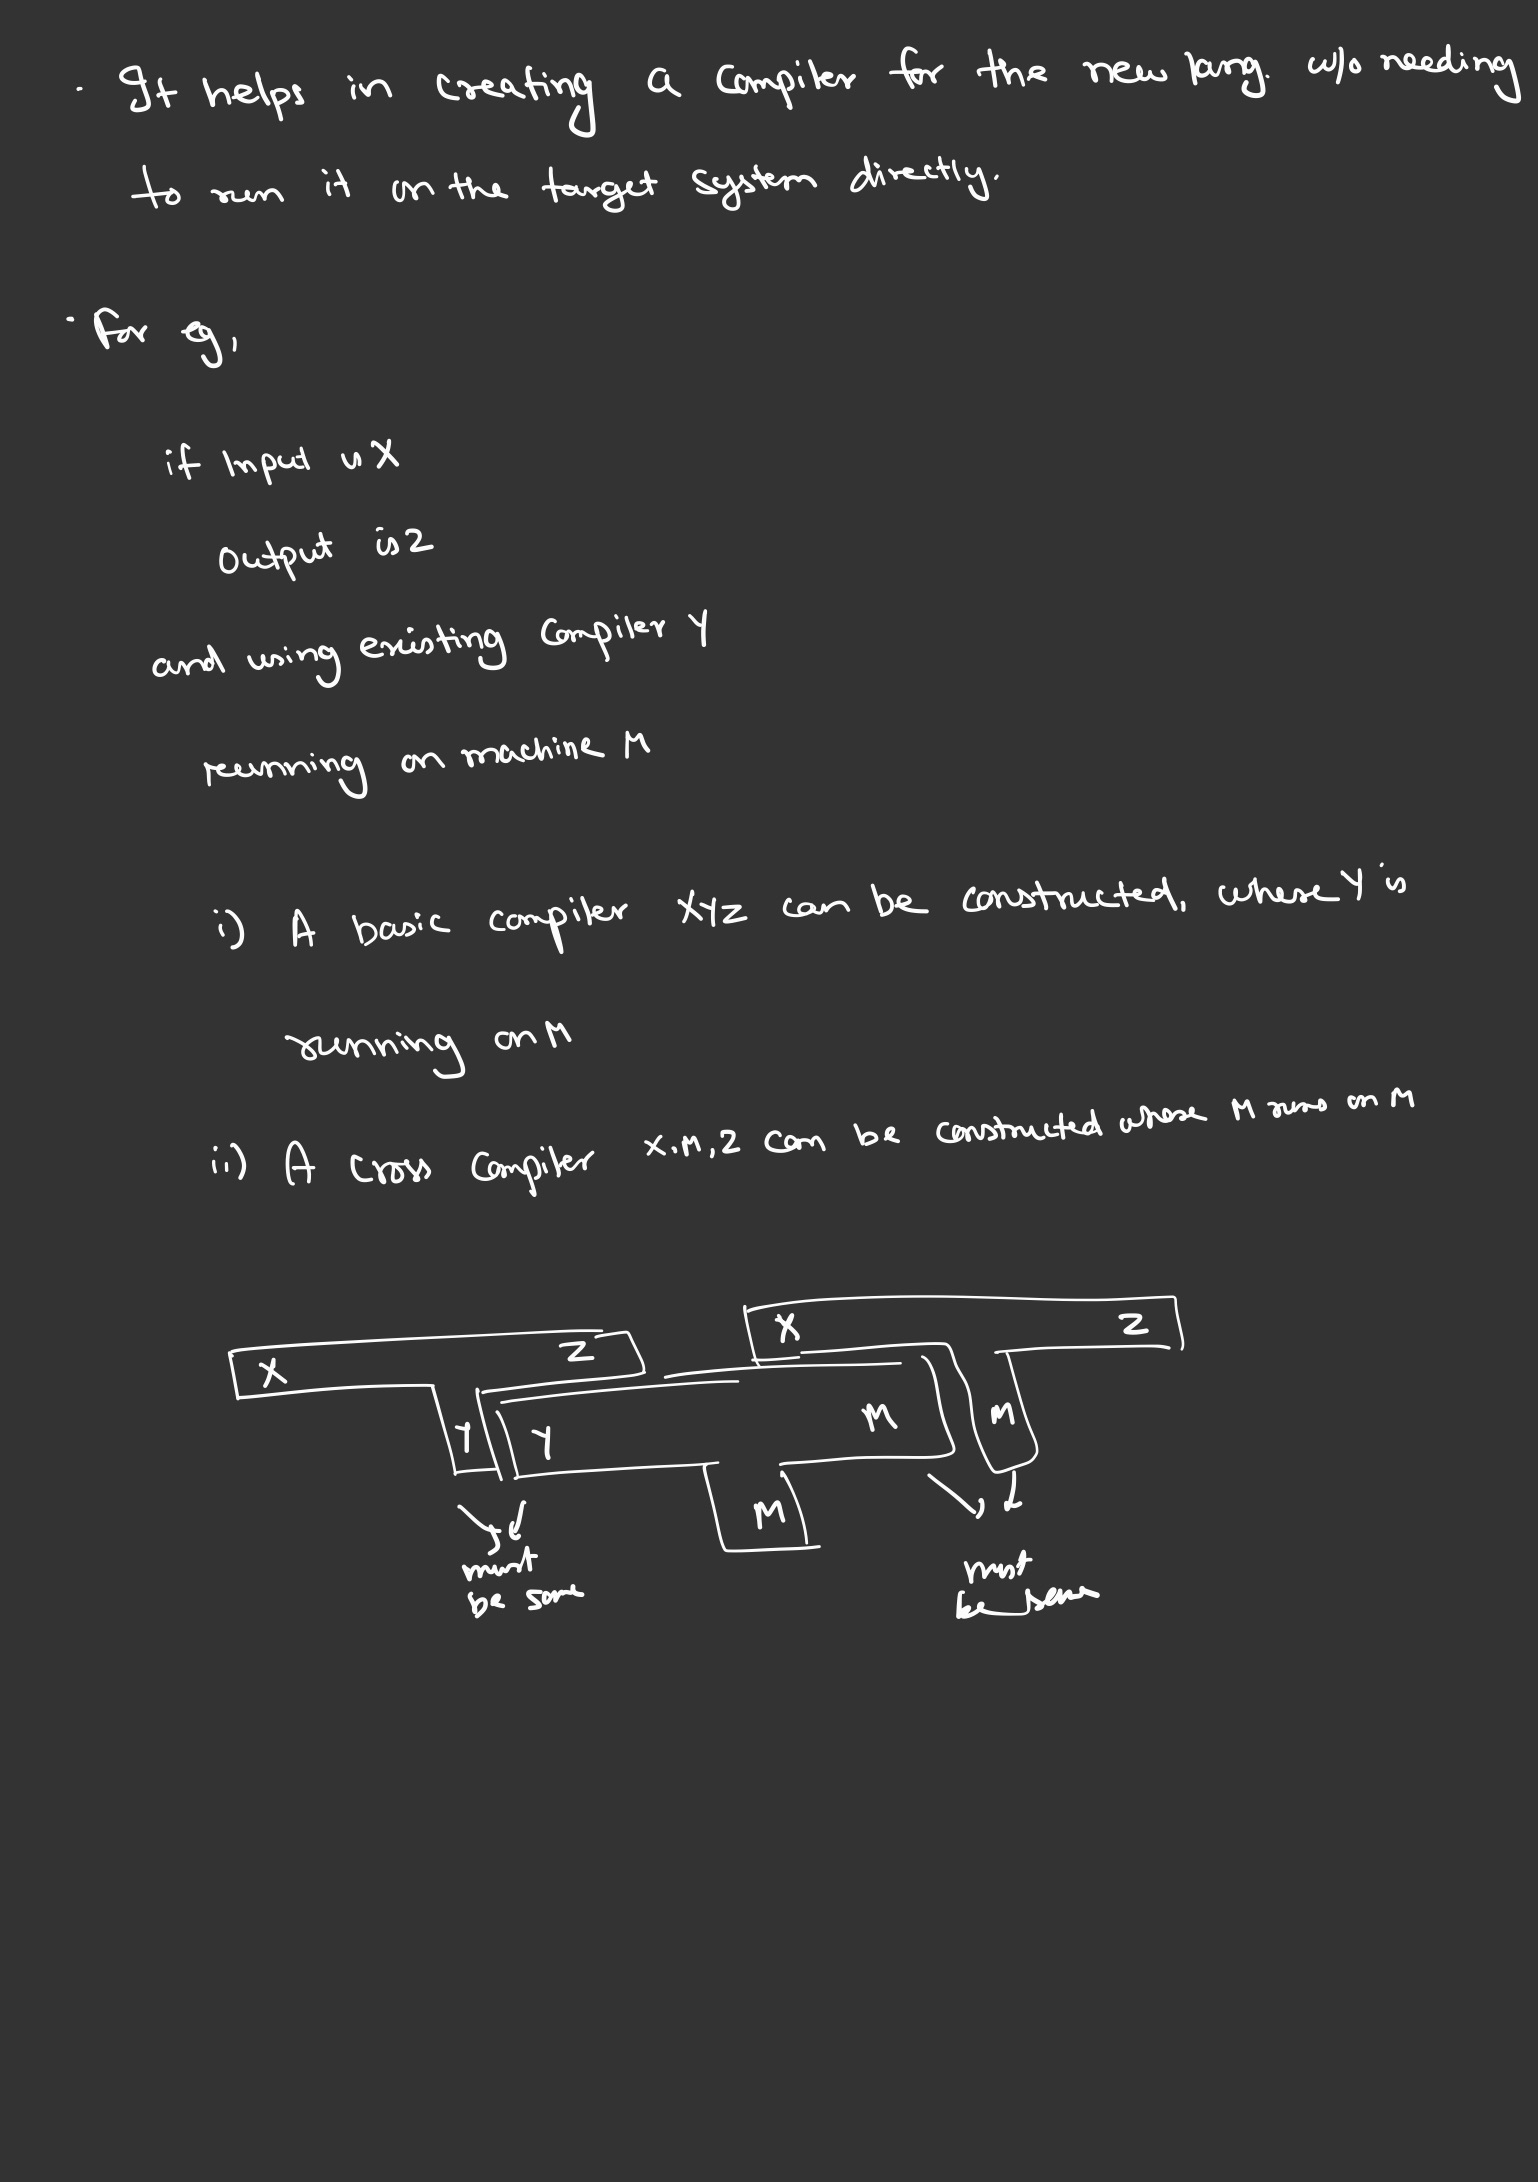 · It helps in creating a compiler for the new lang. w/o needing
to run it on the target system directly.
· For eg,
if Input is X
Output is Z
and using existing Compiler Y
running on machine M
i) A basic compiler XYZ can be constructed, where Y is
running on M
ii) A cross compiler X, M, Z can be constructed where M runs on M
X Z
X Z
Y
Y M
M
M
must
be same
must
be same